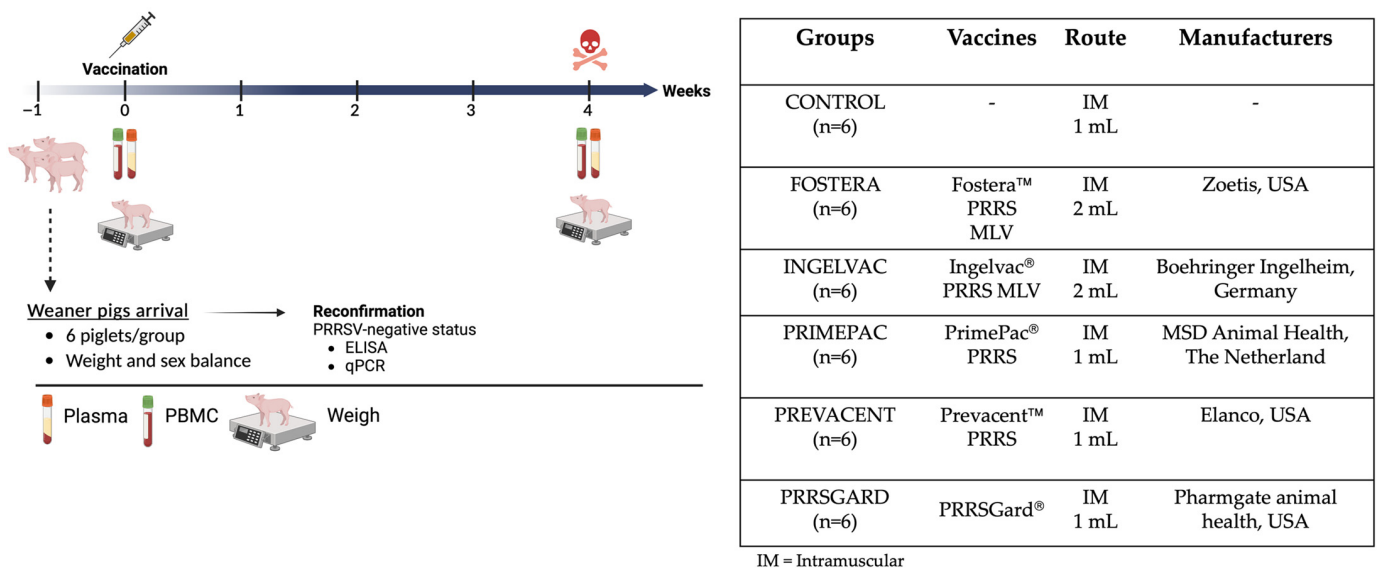 Vaccination
Weeks
−1 0 1 2 3 4
Weaner pigs arrival
• 6 piglets/group
• Weight and sex balance
Reconfirmation
PRRSV-negative status
• ELISA
• qPCR
Plasma PBMC Weigh
Groups Vaccines Route Manufacturers
CONTROL - IM -
(n=6) 1 mL
FOSTERA Fostera™ IM Zoetis, USA
(n=6) PRRS 2 mL
MLV
INGELVAC Ingelvac® IM Boehringer Ingelheim,
(n=6) PRRS MLV 2 mL Germany
PRIMEPAC PrimePac® IM MSD Animal Health,
(n=6) PRRS 1 mL The Netherland
PREVACENT Prevacent™ IM Elanco, USA
(n=6) PRRS 1 mL
PRRSGARD PRRSGard® IM Pharmgate animal
(n=6) 1 mL health, USA
IM = Intramuscular